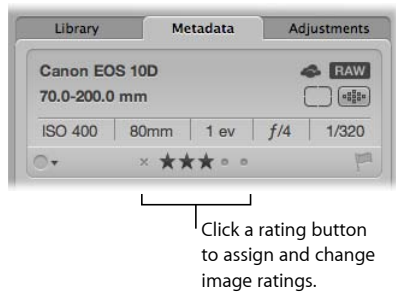 Library Metadata Adjustments
Canon EOS 10D RAW
70.0-200.0 mm
ISO 400 80mm 1 ev ƒ/4 1/320
Click a rating button
to assign and change
image ratings.